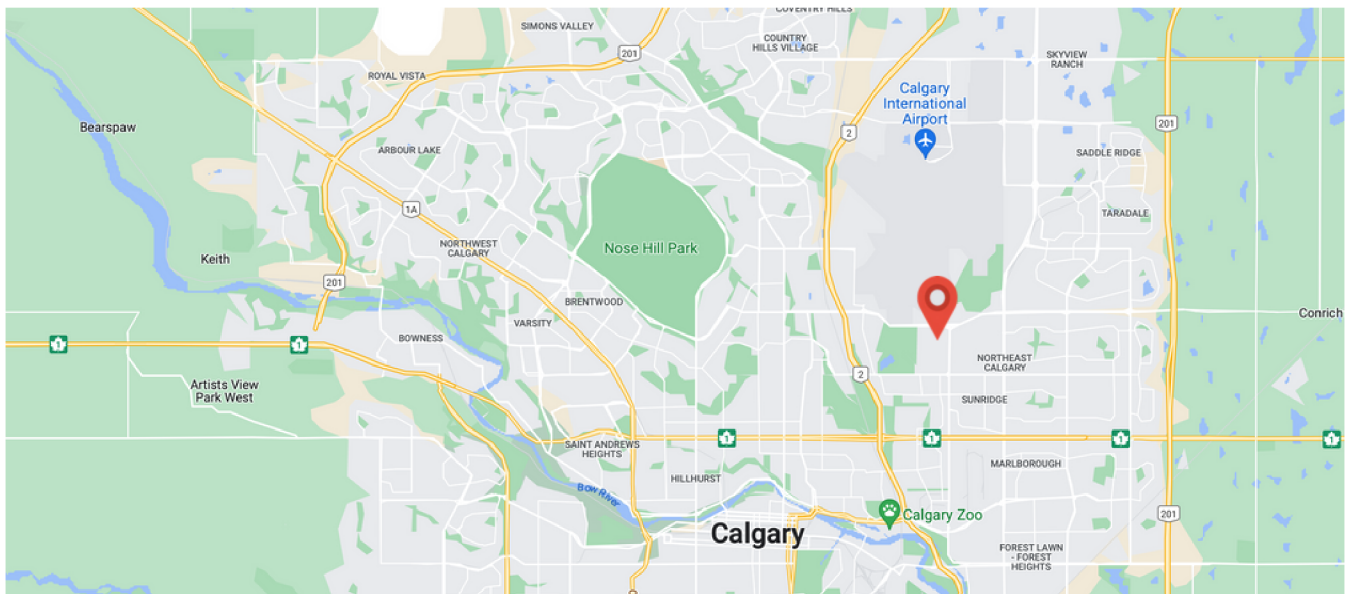 COVENTRY HILLS
SIMONS VALLEY
COUNTRY
HILLS VILLAGE
201
SKYVIEW
RANCH
ROYAL VISTA
Calgary
International
Airport
Bearspaw
2
201
ARBOUR LAKE
SADDLE RIDGE
1A
TARADALE
NORTHWEST
CALGARY
Nose Hill Park
Keith
201
BRENTWOOD
Conrich
VARSITY
BOWNESS
1
1
NORTHEAST
CALGARY
2
Artists View
Park West
SUNRIDGE
1
1
1
1
SAINT ANDREWS
HEIGHTS
MARLBOROUGH
HILLHURST
Bow River
Calgary Zoo
201
Calgary
FOREST LAWN
- FOREST
HEIGHTS